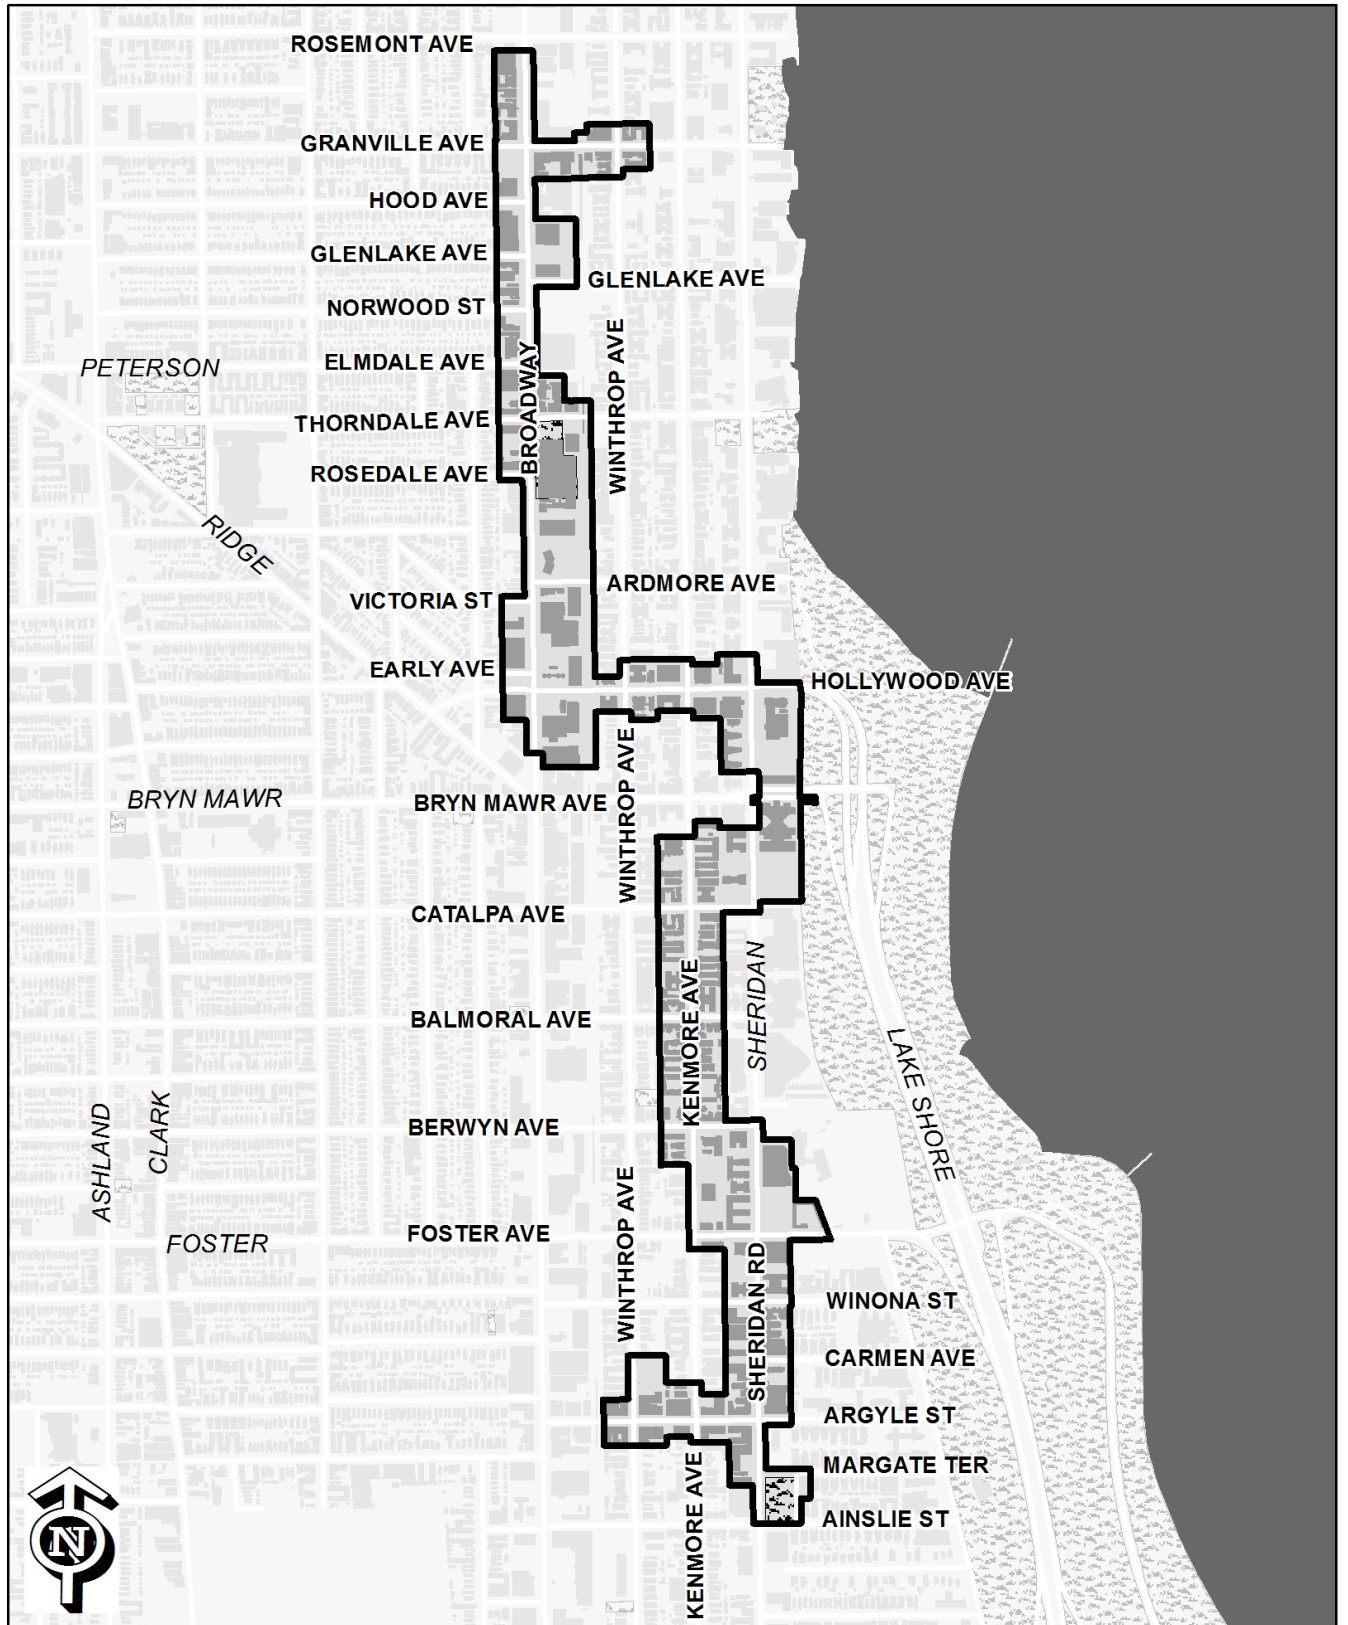 ROSEMONT AVE
GRANVILLE AVE
HOOD AVE
GLENLAKE AVE
GLENLAKE AVE
NORWOOD ST
ELMDALE AVE
PETERSON
BROADWAY
WINTHROP AVE
THORNDALE AVE
ROSEDALE AVE
RIDGE
ARDMORE AVE
VICTORIA ST
EARLY AVE
HOLLYWOOD AVE
WINTHROP AVE
BRYN MAWR
BRYN MAWR AVE
CATALPA AVE
KENMORE AVE
SHERIDAN
BALMORAL AVE
LAKE SHORE
ASHLAND
CLARK
BERWYN AVE
WINTHROP AVE
FOSTER AVE
FOSTER
SHERIDAN RD
WINONA ST
CARMEN AVE
ARGYLE ST
MARGATE TER
KENMORE AVE
AINSLIE ST
N